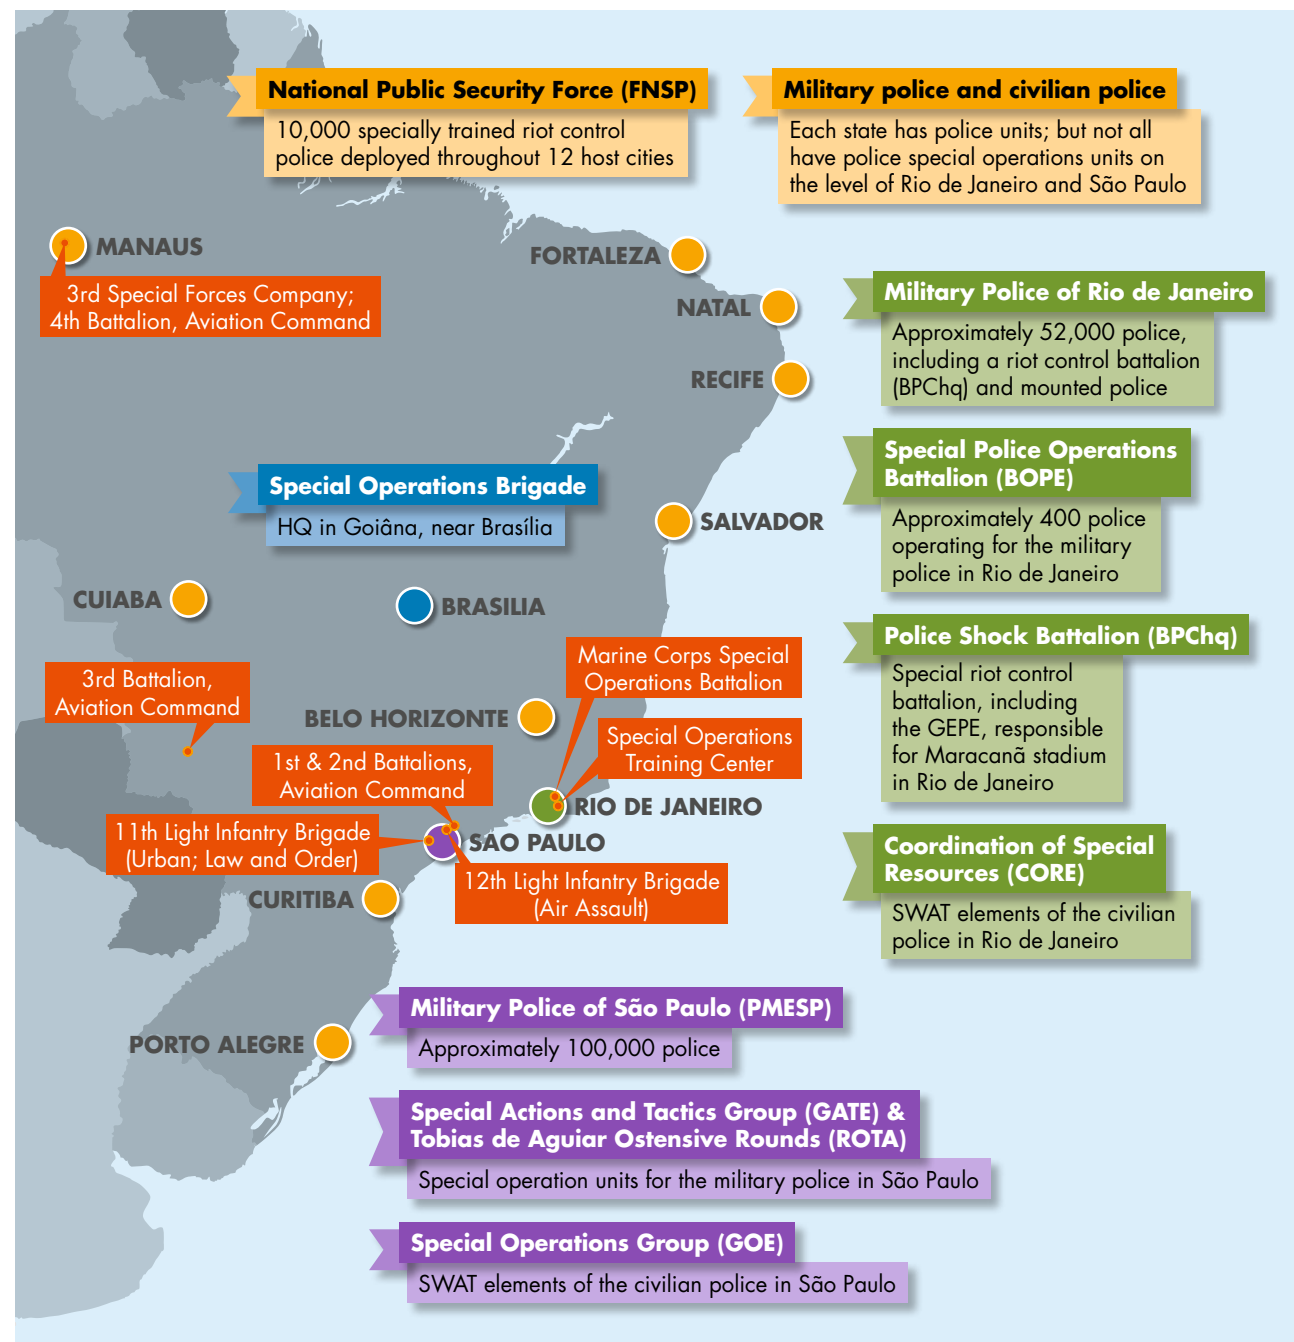 National Public Security Force (FNSP)
10,000 specially trained riot control
police deployed throughout 12 host cities
Military police and civilian police
Each state has police units; but not all
have police special operations units on
the level of Rio de Janeiro and São Paulo
MANAUS
3rd Special Forces Company;
4th Battalion, Aviation Command
FORTALEZA
NATAL
RECIFE
Military Police of Rio de Janeiro
Approximately 52,000 police,
including a riot control battalion
(BPChq) and mounted police
Special Police Operations
Battalion (BOPE)
Approximately 400 police
operating for the military
police in Rio de Janeiro
Special Operations Brigade
HQ in Goiâna, near Brasília
SALVADOR
CUIABA
BRASILIA
Police Shock Battalion (BPChq)
Special riot control
battalion, including
the GEPE, responsible
for Maracanã stadium
in Rio de Janeiro
3rd Battalion,
Aviation Command
Marine Corps Special
Operations Battalion
BELO HORIZONTE
Special Operations
Training Center
1st & 2nd Battalions,
Aviation Command
RIO DE JANEIRO
11th Light Infantry Brigade
(Urban; Law and Order)
SAO PAULO
12th Light Infantry Brigade
(Air Assault)
CURITIBA
Coordination of Special
Resources (CORE)
SWAT elements of the civilian
police in Rio de Janeiro
PORTO ALEGRE
Military Police of São Paulo (PMESP)
Approximately 100,000 police
Special Actions and Tactics Group (GATE) &
Tobias de Aguiar Ostensive Rounds (ROTA)
Special operation units for the military police in São Paulo
Special Operations Group (GOE)
SWAT elements of the civilian police in São Paulo